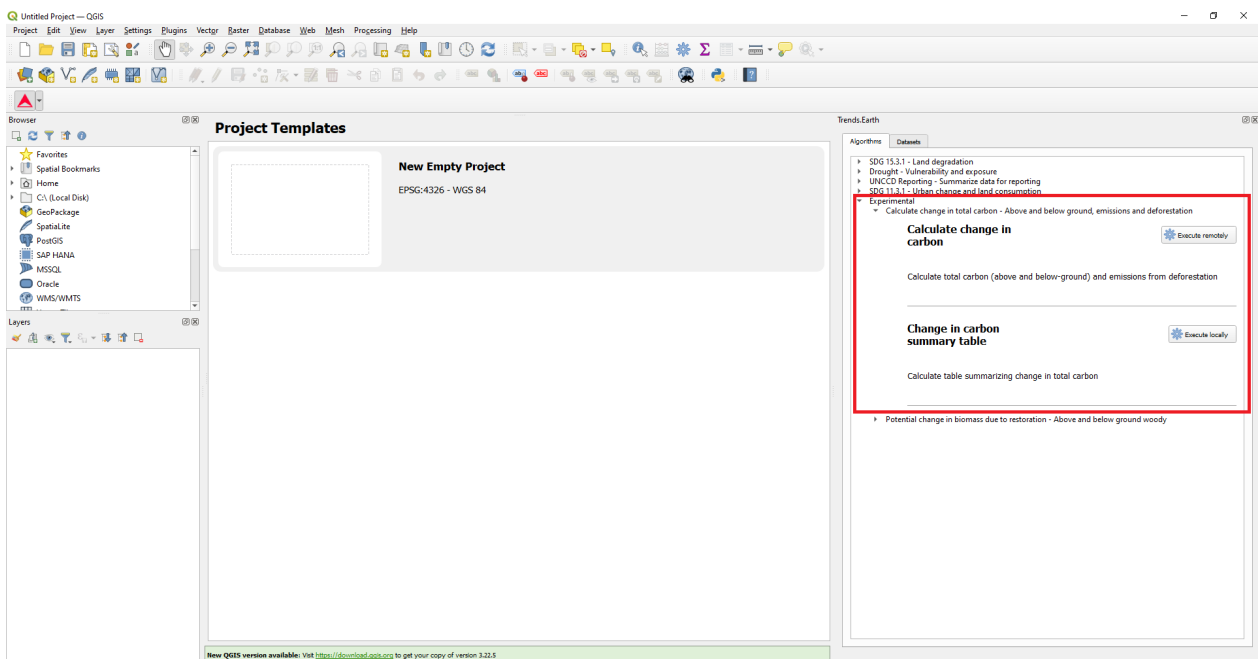 Untitled Project — QGIS
Project Edit View Layer Settings Plugins Vector Raster Database Web Mesh Processing Help
Browser
Favorites
Spatial Bookmarks
Home
C:\ (Local Disk)
GeoPackage
SpatiaLite
PostGIS
SAP HANA
MSSQL
Oracle
WMS/WMTS
Layers
Project Templates
New Empty Project
EPSG:4326 - WGS 84
New QGIS version available: Visit https://download.qgis.org to get your copy of version 3.22.5
Trends.Earth
Algorithms Datasets
SDG 15.3.1 - Land degradation
Drought - Vulnerability and exposure
UNCCD Reporting - Summarize data for reporting
SDG 11.3.1 - Urban change and land consumption
Experimental
Calculate change in total carbon - Above and below ground, emissions and deforestation
Calculate change in
carbon
Execute remotely
Calculate total carbon (above and below-ground) and emissions from deforestation
Change in carbon
summary table
Execute locally
Calculate table summarizing change in total carbon
Potential change in biomass due to restoration - Above and below ground woody